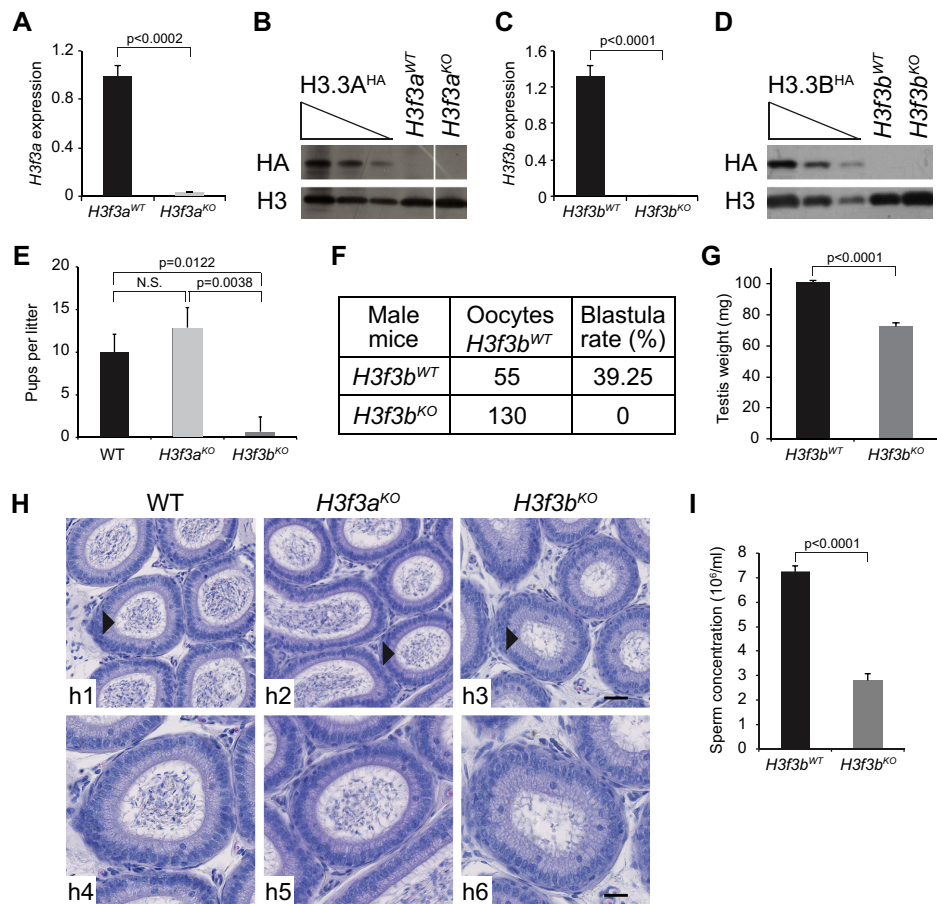 A
p<0.0002
H3f3a expression
1.2
0.8
0.4
0
H3f3a^WT
H3f3a^KO
B
H3.3A^HA
H3f3a^WT
H3f3a^KO
HA
H3
C
p<0.0001
H3f3b expression
1.6
1.2
0.8
0.4
0
H3f3b^WT
H3f3b^KO
D
H3.3B^HA
H3f3b^WT
H3f3b^KO
HA
H3
E
Pups per litter
20
15
10
5
0
p=0.0122
N.S.
p=0.0038
WT
H3f3a^KO
H3f3b^KO
F
Male mice
Oocytes H3f3b^WT
Blastula rate (%)
H3f3b^WT 55 39.25
H3f3b^KO 130 0
G
p<0.0001
Testis weight (mg)
100
80
60
40
20
0
H3f3b^WT
H3f3b^KO
H
WT
H3f3a^KO
H3f3b^KO
h1
h2
h3
h4
h5
h6
I
p<0.0001
Sperm concentration (10^6/ml)
8
7
6
5
4
3
2
1
0
H3f3b^WT
H3f3b^KO